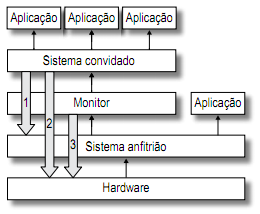 Aplicação Aplicação Aplicação
Sistema convidado
1
2
Monitor
Aplicação
3
Sistema anfitrião
Hardware